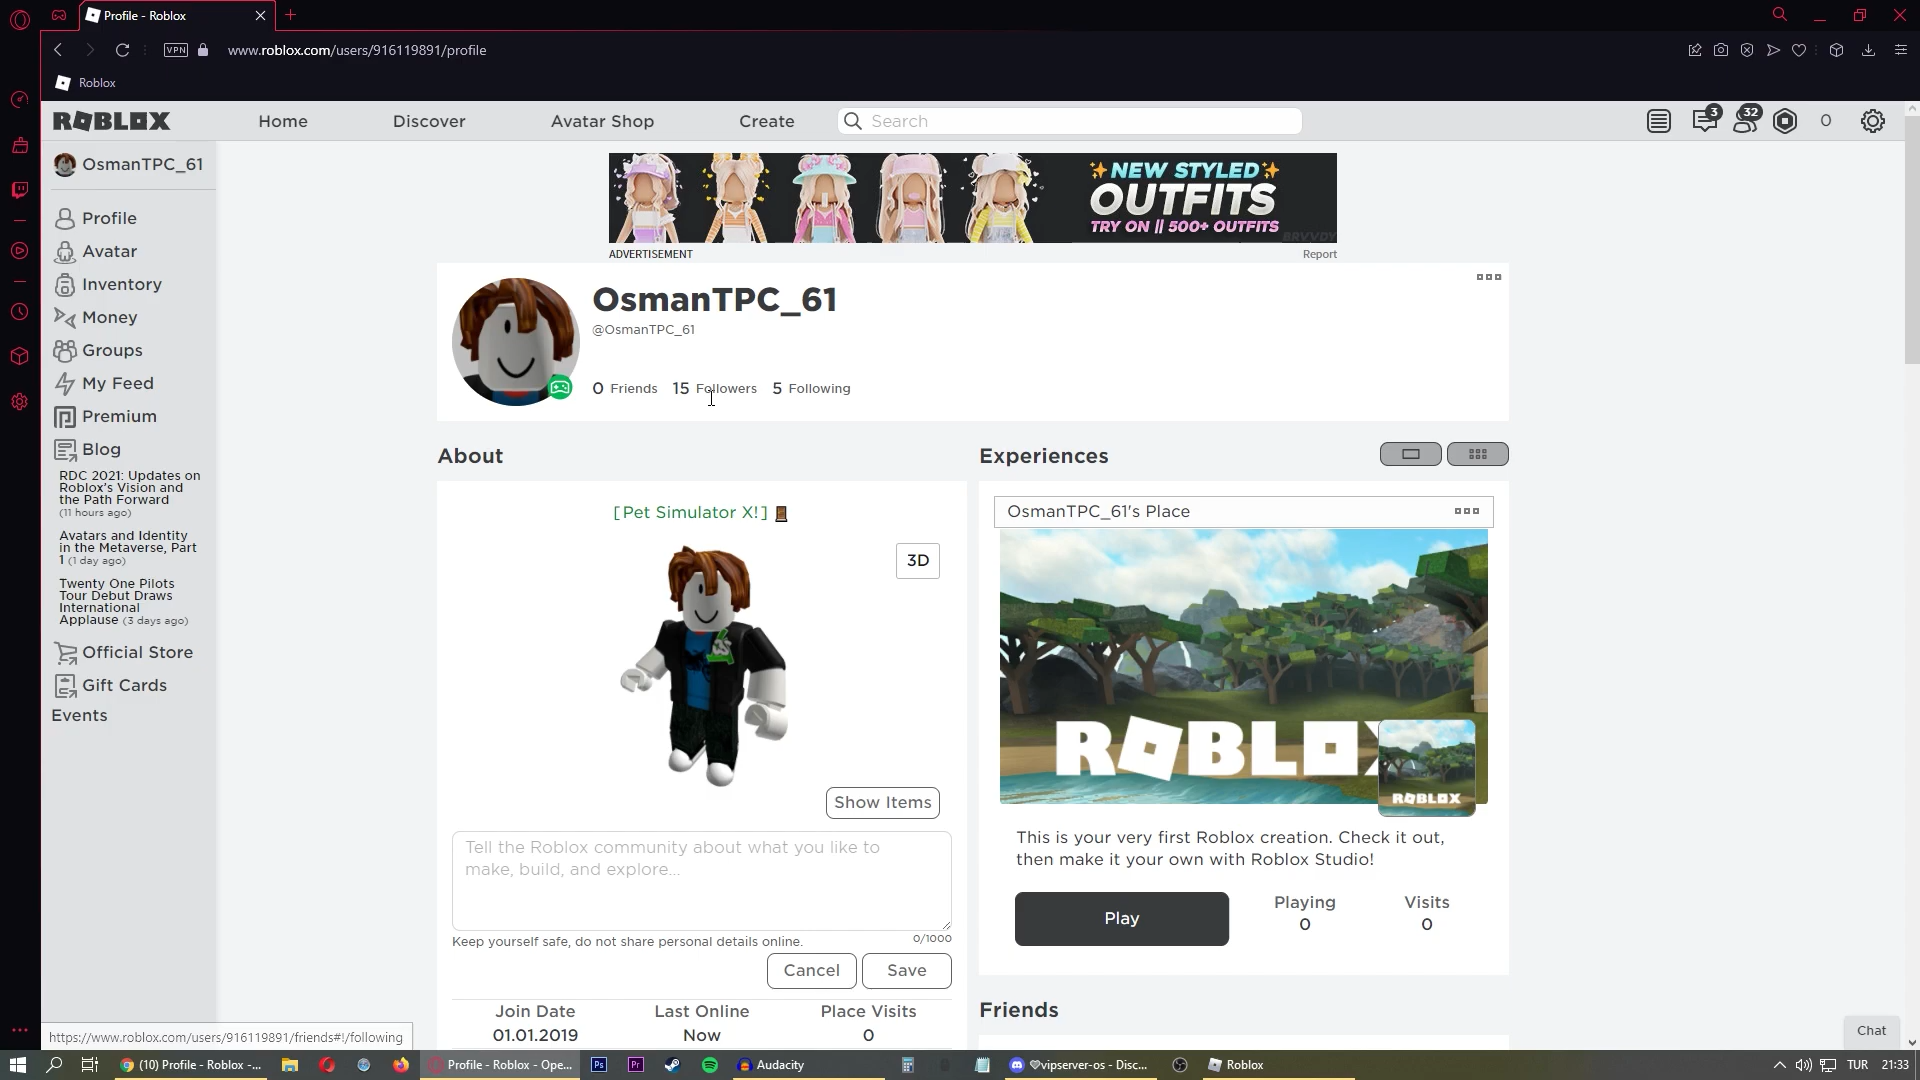 Profile - Roblox
VPN
www.roblox.com/users/916119891/profile
Roblox
ROBLOX
Home
Discover
Avatar Shop
Create
Search
3
32
0
OsmanTPC_61
Profile
Avatar
Inventory
Money
Groups
My Feed
Premium
Blog
RDC 2021: Updates on
Roblox's Vision and
the Path Forward
(11 hours ago)
Avatars and Identity
in the Metaverse, Part
1 (1 day ago)
Twenty One Pilots
Tour Debut Draws
International
Applause (3 days ago)
Official Store
Gift Cards
Events
✨NEW STYLED✨
OUTFITS
TRY ON || 500+ OUTFITS
BRVVDY
ADVERTISEMENT
Report
OsmanTPC_61
@OsmanTPC_61
0 Friends 15 Followers 5 Following
About
[Pet Simulator X!] 🚪
3D
Show Items
Tell the Roblox community about what you like to
make, build, and explore...
Keep yourself safe, do not share personal details online.
0/1000
Cancel
Save
Join Date
Last Online
Place Visits
01.01.2019
Now
0
Experiences
OsmanTPC_61's Place
ROBLOX
ROBLOX
This is your very first Roblox creation. Check it out,
then make it your own with Roblox Studio!
Play
Playing
Visits
0
0
Friends
Chat
https://www.roblox.com/users/916119891/friends#!/following
(10) Profile - Roblox -...
Profile - Roblox - Ope...
Ps
Pr
Audacity
♡vipserver-os - Disc...
Roblox
TUR
21:33